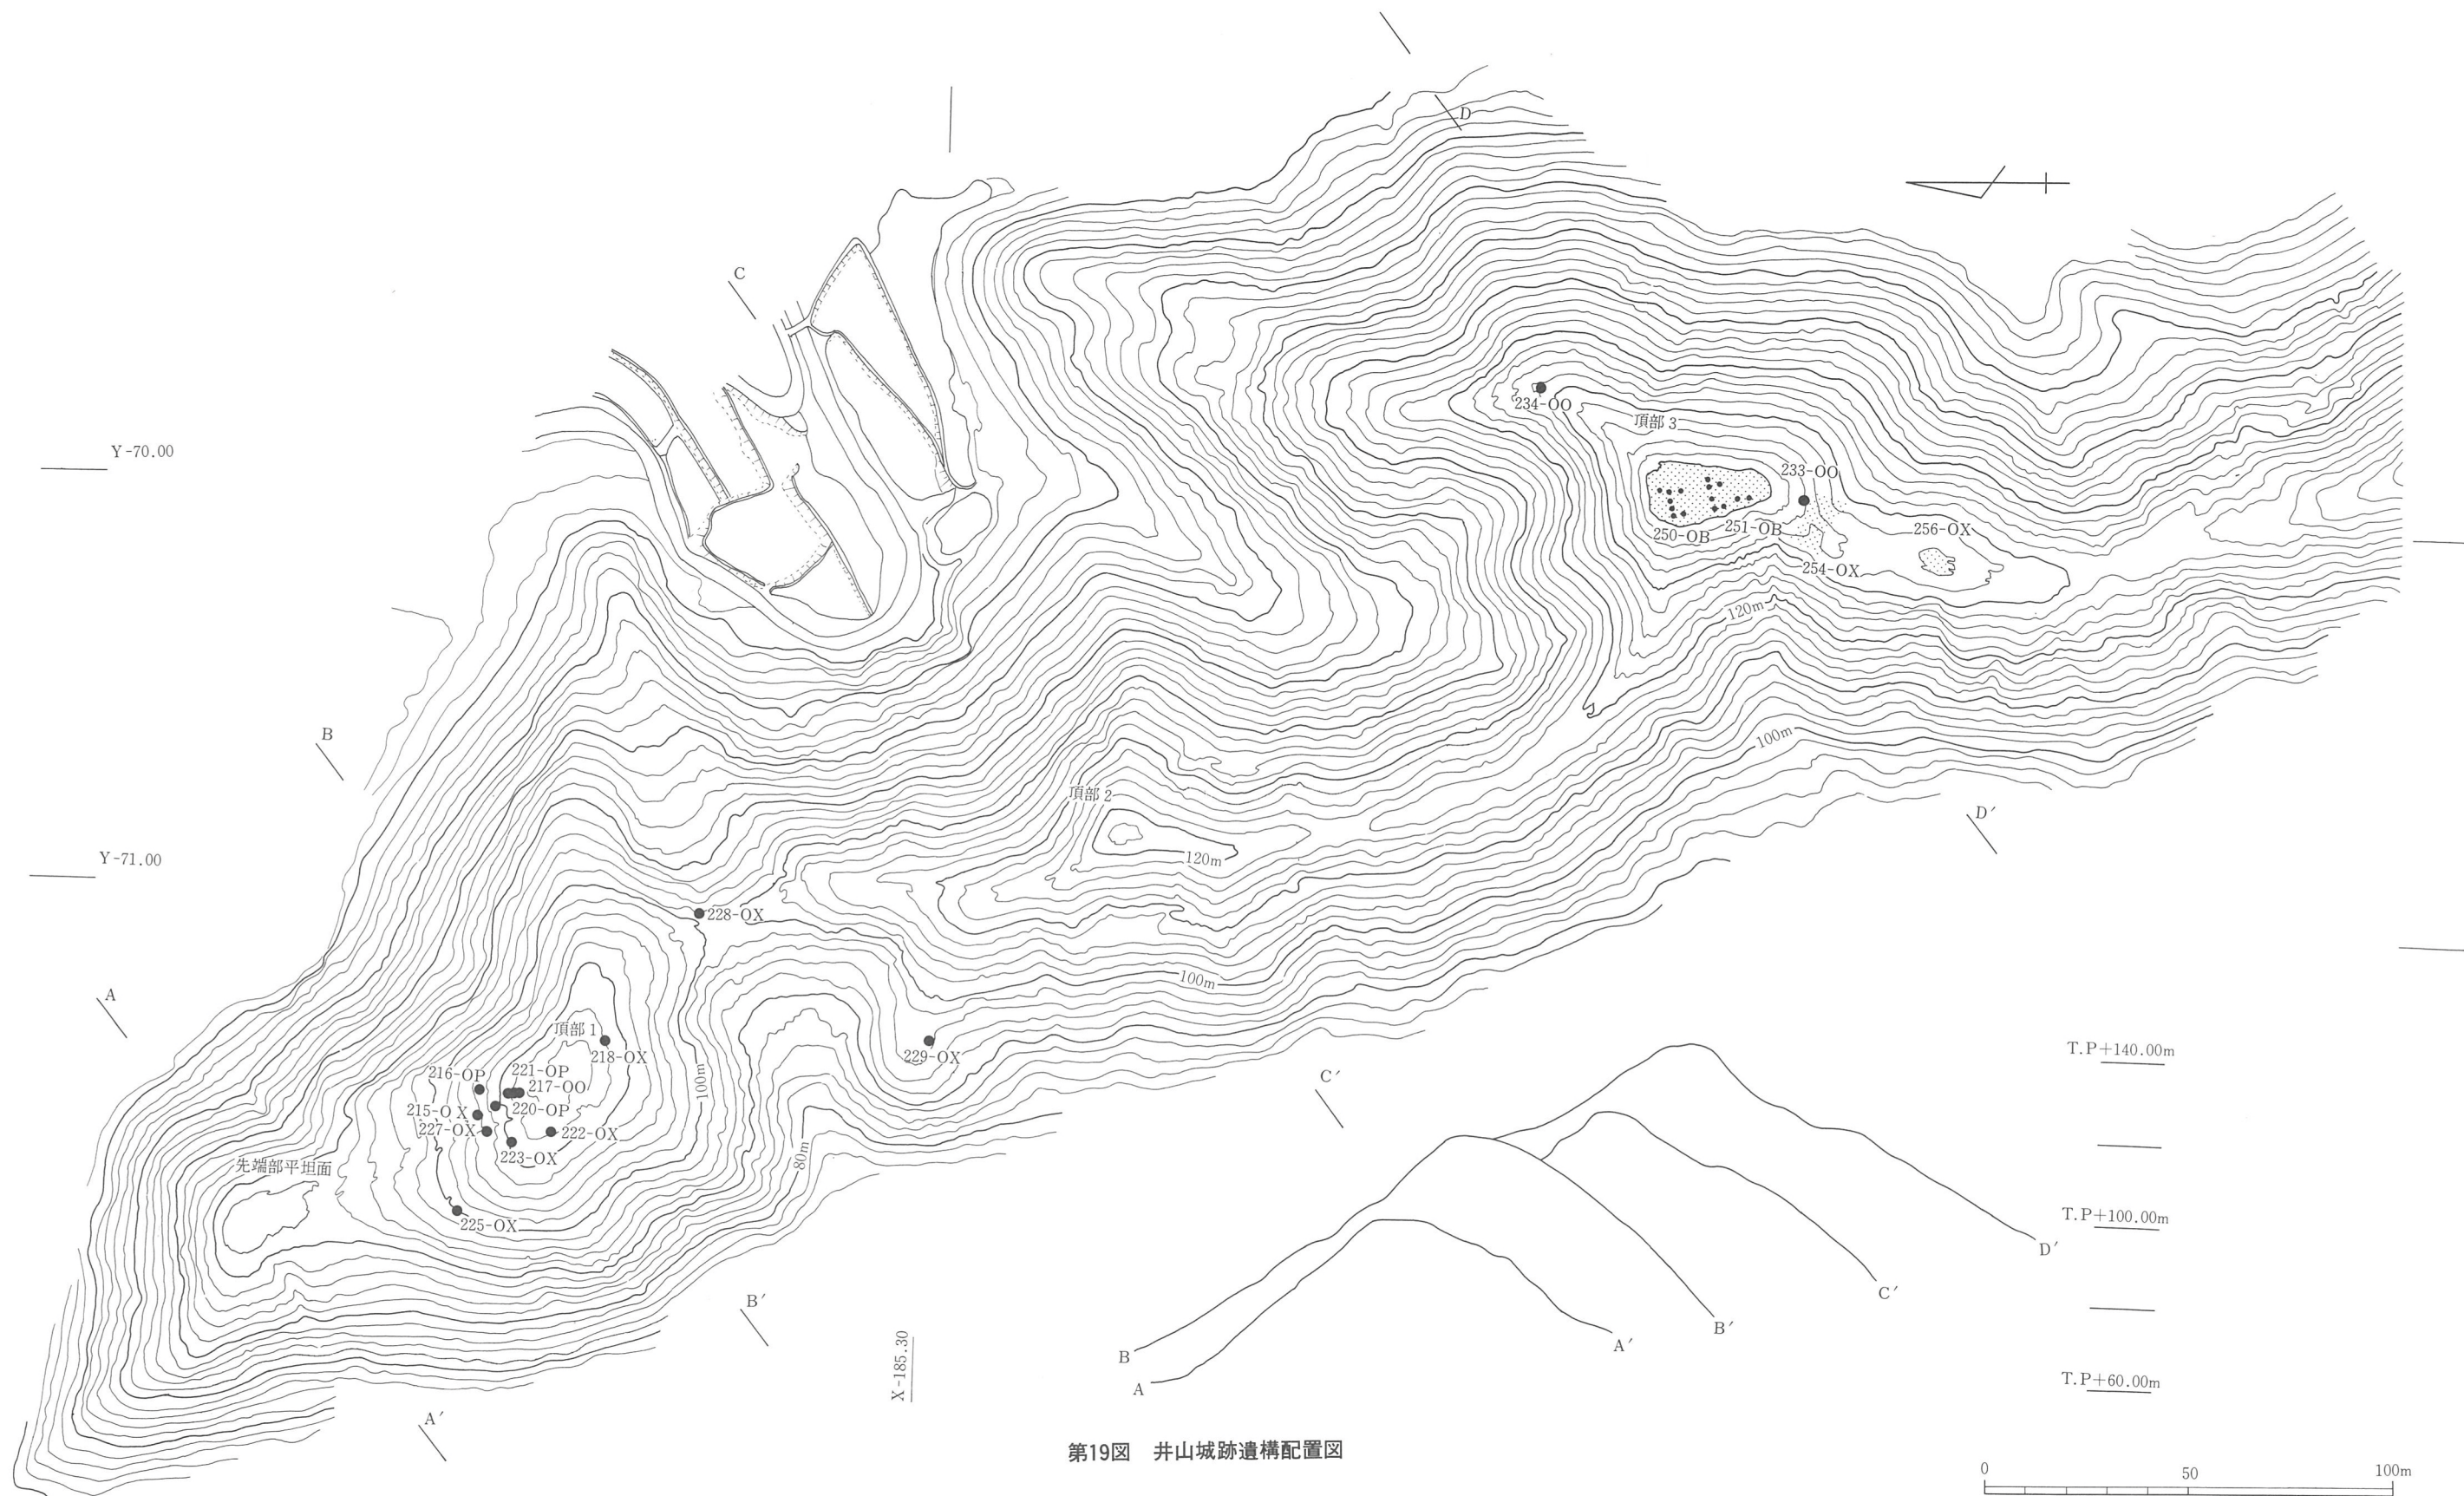 D
C
Y-70.00
234-OO
頂部 3
233-OO
250-OB
251-OB
256-OX
254-OX
120m
100m
B
頂部 2
120m
D′
Y-71.00
228-OX
100m
A
頂部 1
218-OX
229-OX
216-OP
221-OP
217-OO
215-O X
220-OP
227-OX
222-OX
223-OX
100m
80m
先端部平坦面
225-OX
C′
T.P+140.00m
T.P+100.00m
D′
C′
B′
X-185.30
B
A
A′
B′
T.P+60.00m
A′
第19図 井山城跡遺構配置図
0 50 100m